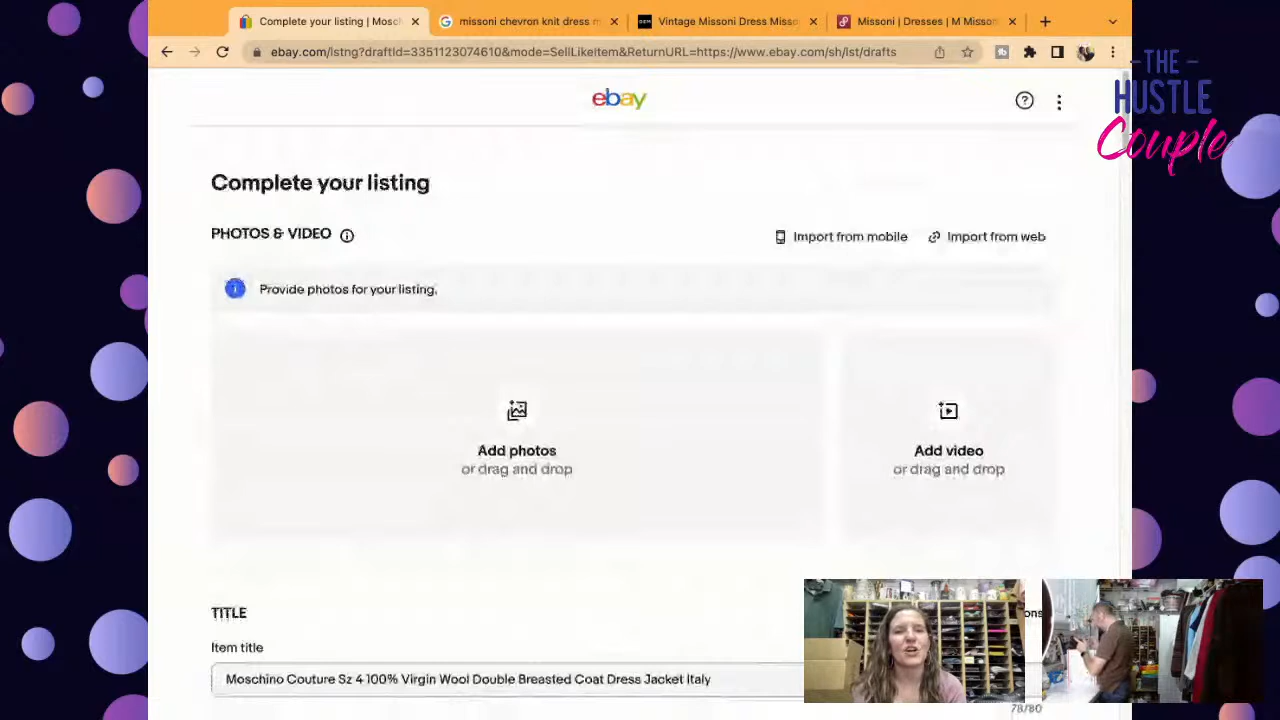 Complete your listing | Mosc
missoni chevron knit dress m
Vintage Missoni Dress Misso
Missoni | Dresses | M Misson
ebay.com/lstng?draftId=3351123074610&mode=SellLikeItem&ReturnURL=https://www.ebay.com/sh/lst/drafts
- THE -
HUSTLE
Couple
ebay
Complete your listing
PHOTOS & VIDEO
Import from mobile
Import from web
Provide photos for your listing.
Add photos
or drag and drop
Add video
or drag and drop
TITLE
ons
Item title
Moschino Couture Sz 4 100% Virgin Wool Double Breasted Coat Dress Jacket Italy
78/80